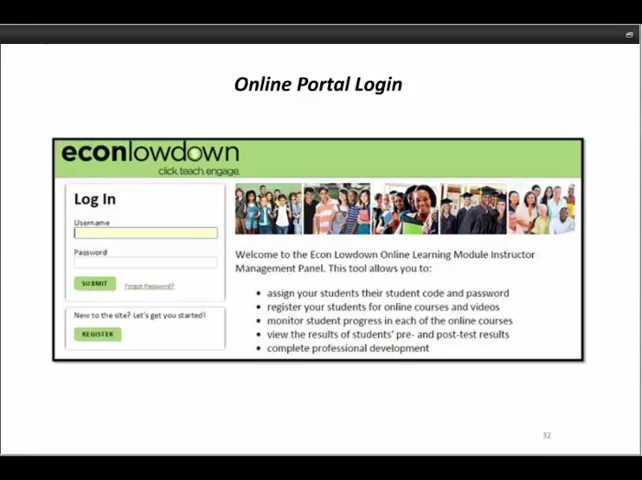 Online Portal Login
econlowdown
click.teach.engage.
Log In
Username
Password
SUBMIT Forgot Password?
New to the site? Let's get you started!
REGISTER
Welcome to the Econ Lowdown Online Learning Module Instructor
Management Panel. This tool allows you to:
• assign your students their student code and password
• register your students for online courses and videos
• monitor student progress in each of the online courses
• view the results of students' pre- and post-test results
• complete professional development
32